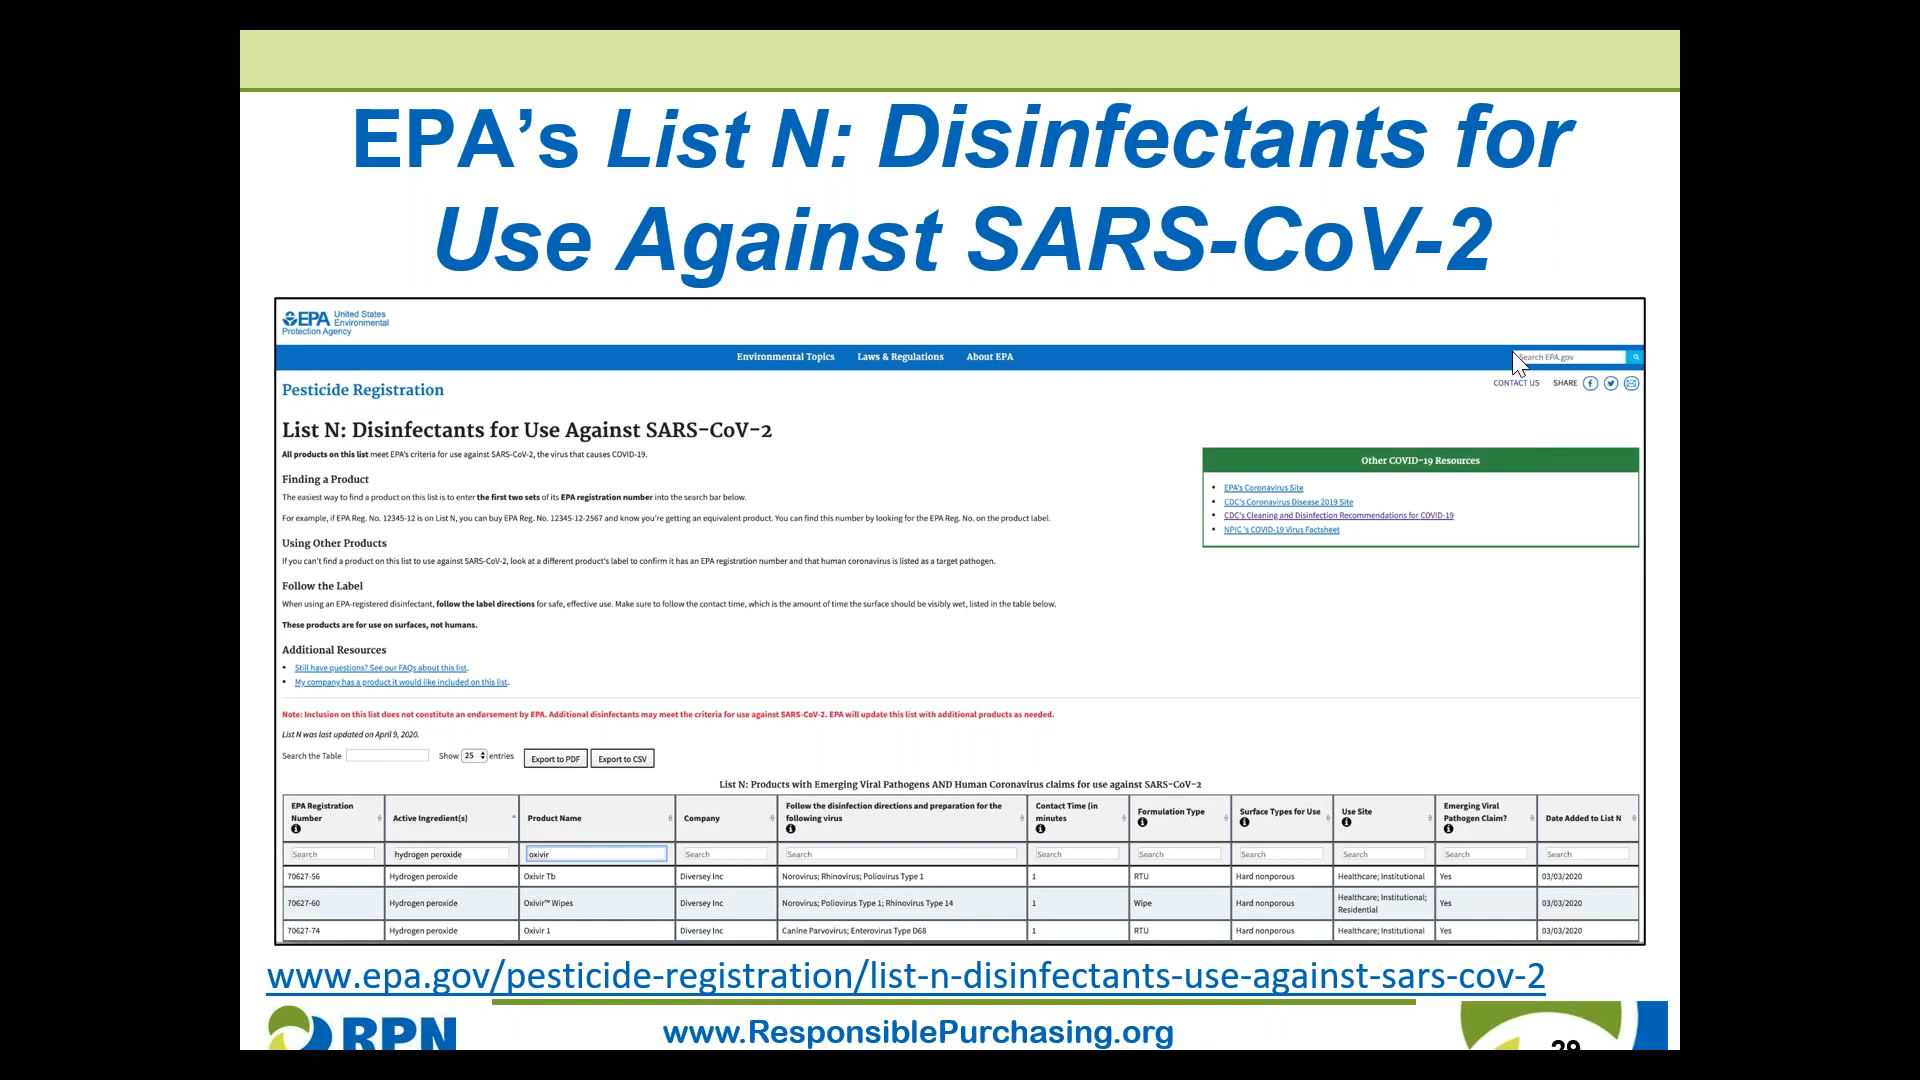 EPA’s List N: Disinfectants for
Use Against SARS-CoV-2
EPA United States Environmental Protection Agency
Environmental Topics Laws & Regulations About EPA Search EPA.gov
Pesticide Registration
CONTACT US SHARE
List N: Disinfectants for Use Against SARS-CoV-2
All products on this list meet EPA's criteria for use against SARS-CoV-2, the virus that causes COVID-19.
Finding a Product
The easiest way to find a product on this list is to enter the first two sets of its EPA registration number into the search bar below.
For example, if EPA Reg. No. 12345-12 is on List N, you can buy EPA Reg. No. 12345-12-2567 and know you're getting an equivalent product. You can find this number by looking for the EPA Reg. No. on the product label.
Using Other Products
If you can't find a product on this list to use against SARS-CoV-2, look at a different product's label to confirm it has an EPA registration number and that human coronavirus is listed as a target pathogen.
Follow the Label
When using an EPA-registered disinfectant, follow the label directions for safe, effective use. Make sure to follow the contact time, which is the amount of time the surface should be visibly wet, listed in the table below.
These products are for use on surfaces, not humans.
Additional Resources
• Still have questions? See our FAQs about this list.
• My company has a product it would like included on this list.
Other COVID-19 Resources
• EPA's Coronavirus Site
• CDC's Coronavirus Disease 2019 Site
• CDC's Cleaning and Disinfection Recommendations for COVID-19
• NPIC 's COVID-19 Virus Factsheet
Note: Inclusion on this list does not constitute an endorsement by EPA. Additional disinfectants may meet the criteria for use against SARS-CoV-2. EPA will update this list with additional products as needed.
List N was last updated on April 9, 2020.
Search the Table Show 25 entries Export to PDF Export to CSV
List N: Products with Emerging Viral Pathogens AND Human Coronavirus claims for use against SARS-CoV-2
EPA Registration Number Active Ingredient(s) Product Name Company Follow the disinfection directions and preparation for the following virus Contact Time (in minutes Formulation Type Surface Types for Use Use Site Emerging Viral Pathogen Claim? Date Added to List N
Search hydrogen peroxide oxivir Search Search Search Search Search Search Search Search
70627-56 Hydrogen peroxide Oxivir Tb Diversey Inc Norovirus; Rhinovirus; Poliovirus Type 1 1 RTU Hard nonporous Healthcare; Institutional Yes 03/03/2020
70627-60 Hydrogen peroxide Oxivir™ Wipes Diversey Inc Norovirus; Poliovirus Type 1; Rhinovirus Type 14 1 Wipe Hard nonporous Healthcare; Institutional; Residential Yes 03/03/2020
70627-74 Hydrogen peroxide Oxivir 1 Diversey Inc Canine Parvovirus; Enterovirus Type D68 1 RTU Hard nonporous Healthcare; Institutional Yes 03/03/2020
www.epa.gov/pesticide-registration/list-n-disinfectants-use-against-sars-cov-2
RPN www.ResponsiblePurchasing.org 29